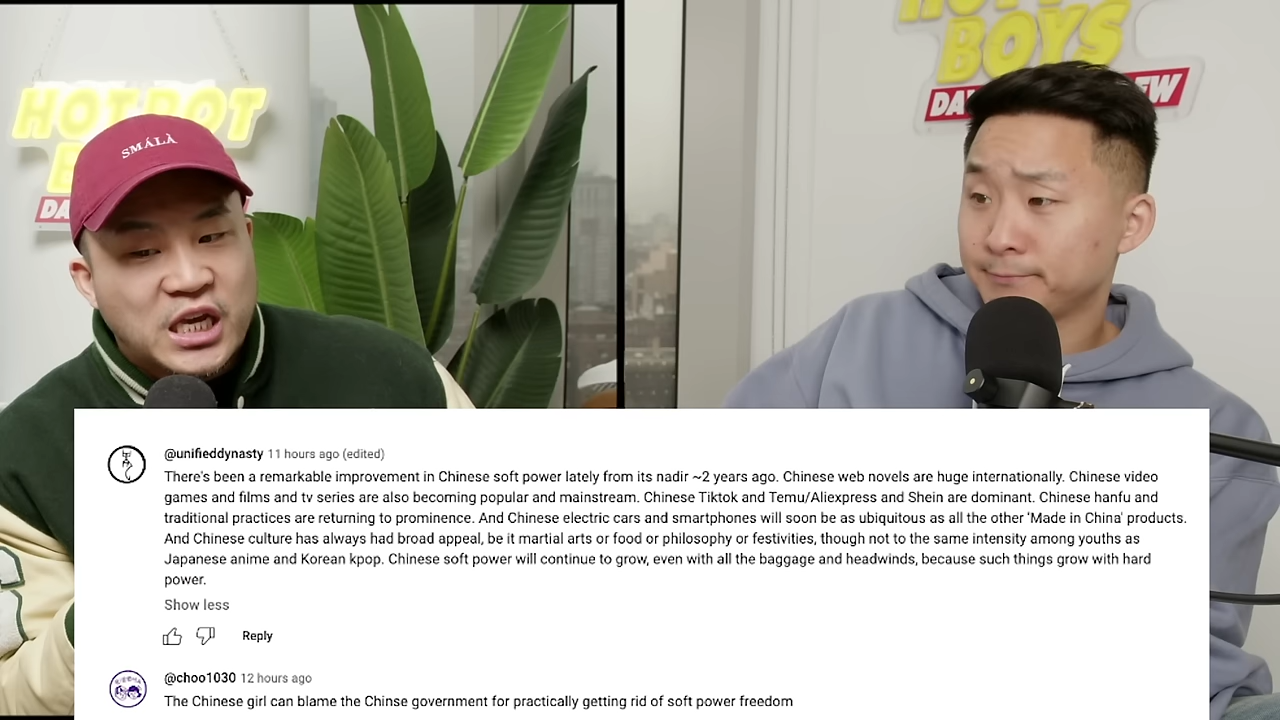 HOTPOT
BOYS
DA
EW
SMÁLÀ
@unifieddynasty 11 hours ago (edited)
There's been a remarkable improvement in Chinese soft power lately from its nadir ~2 years ago. Chinese web novels are huge internationally. Chinese video
games and films and tv series are also becoming popular and mainstream. Chinese Tiktok and Temu/Aliexpress and Shein are dominant. Chinese hanfu and
traditional practices are returning to prominence. And Chinese electric cars and smartphones will soon be as ubiquitous as all the other 'Made in China' products.
And Chinese culture has always had broad appeal, be it martial arts or food or philosophy or festivities, though not to the same intensity among youths as
Japanese anime and Korean kpop. Chinese soft power will continue to grow, even with all the baggage and headwinds, because such things grow with hard
power.
Show less
Reply
@choo1030 12 hours ago
The Chinese girl can blame the Chinse government for practically getting rid of soft power freedom